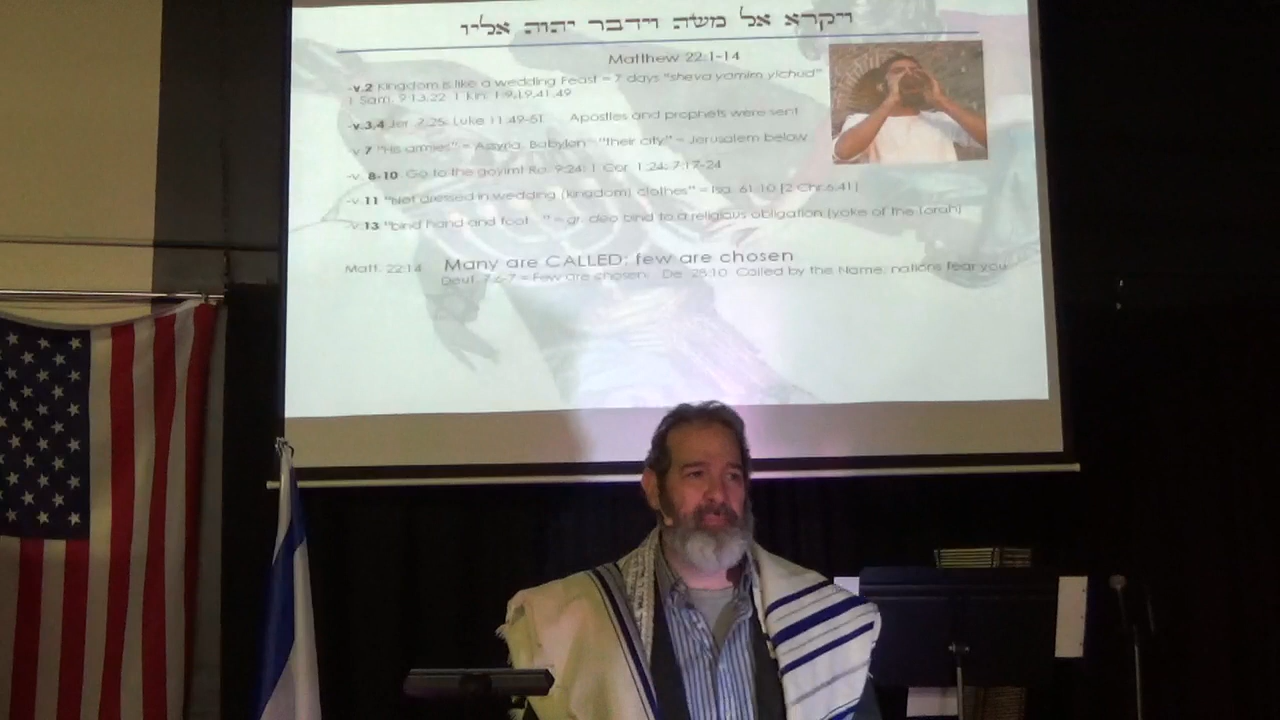 ויקרא אל משה וידבר יהוה אליו
Matthew 22:1-14
-v.2 Kingdom is like a wedding Feast = 7 days "sheva yamim yichud"
1 Sam. 9:13,22 1 Kin. 1:9,19,41,49
-v.3,4 Jer. 7:25; Luke 11:49-51 Apostles and prophets were sent
-v.7 "His armies" = Assyria, Babylon "their city" = Jerusalem below
-v. 8-10 Go to the goyim! Ro. 9:24; 1 Cor. 1:24; 7:17-24
-v.11 "Not dressed in wedding (kingdom) clothes" = Isa. 61:10 [2 Chr.6:41]
-v.13 "bind hand and foot..." = gr. deo bind to a religious obligation (yoke of the Torah)
Matt. 22:14 Many are CALLED; few are chosen
Deut. 7:6-7 = Few are chosen. De. 28:10 Called by the Name; nations fear you